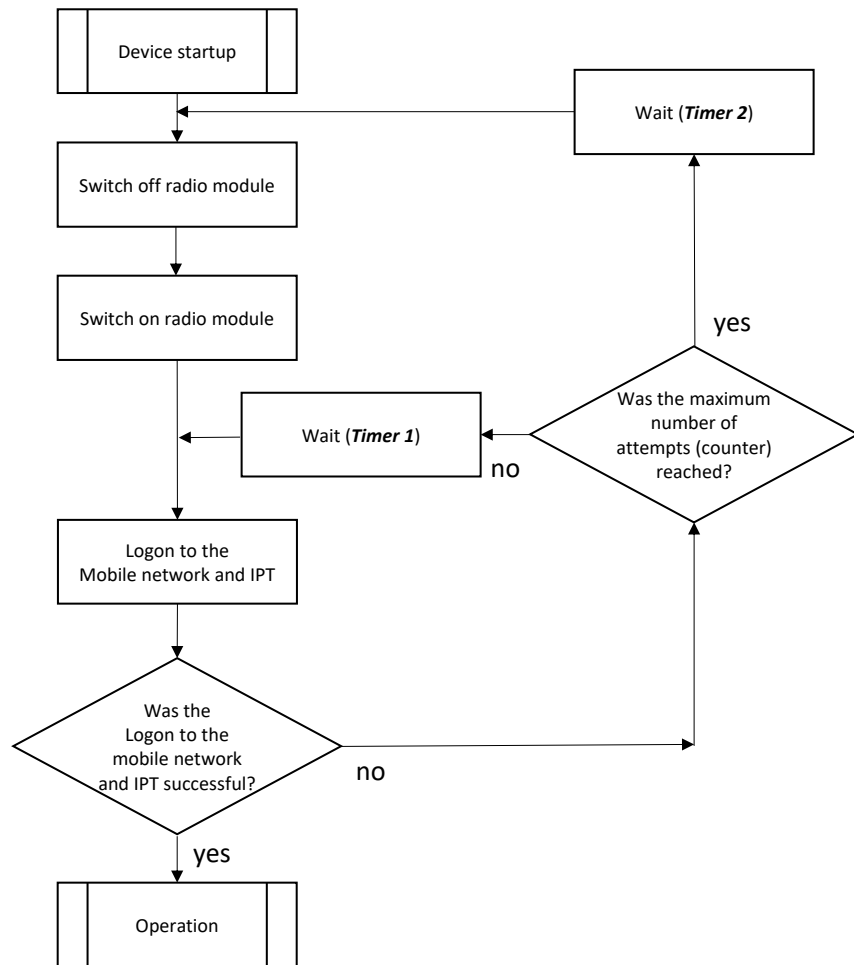 Device startup
Wait (Timer 2)
Switch off radio module
Switch on radio module
yes
Was the maximum
number of
attempts (counter)
reached?
Wait (Timer 1)
no
Logon to the
Mobile network and IPT
Was the
Logon to the
mobile network
and IPT successful?
no
yes
Operation